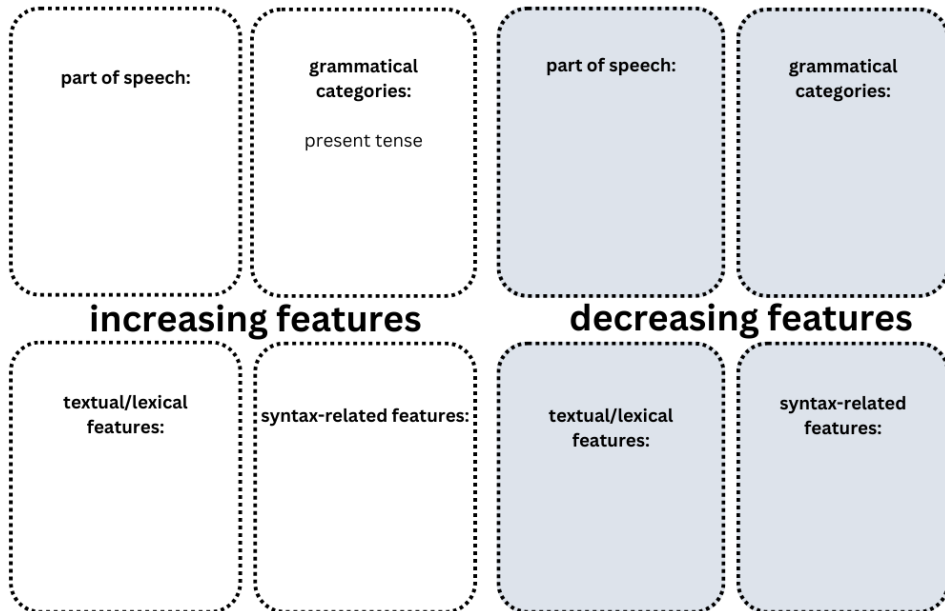 part of speech:
grammatical
categories:
present tense
part of speech:
grammatical
categories:
increasing features
decreasing features
textual/lexical
features:
syntax-related features:
textual/lexical
features:
syntax-related
features: